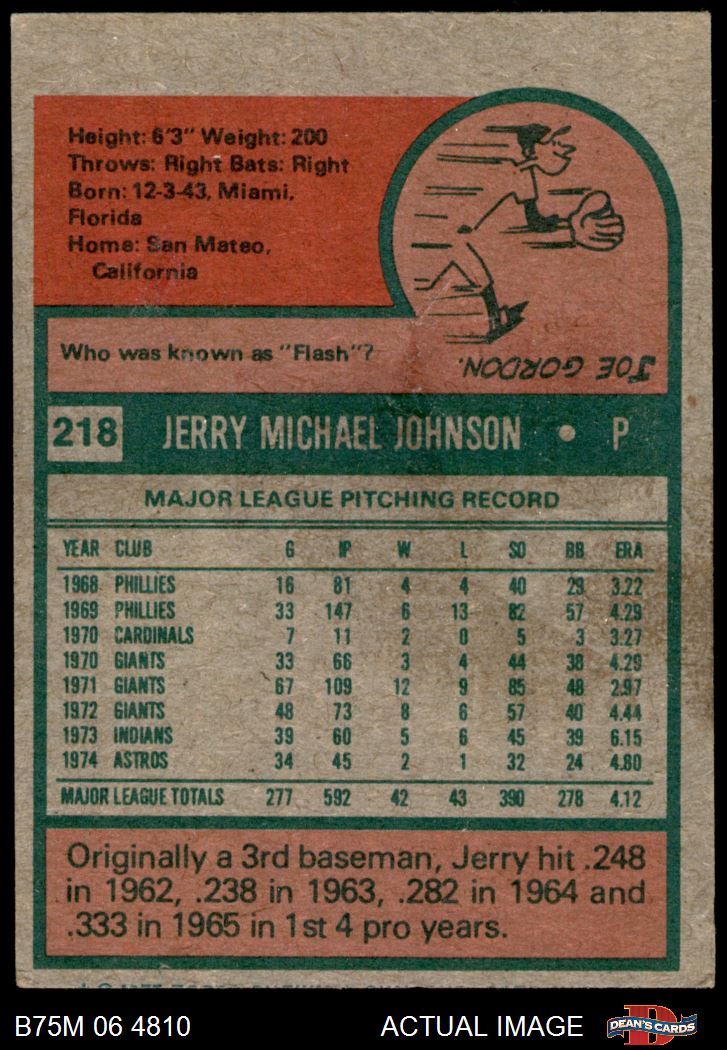 Height: 6'3" Weight: 200
Throws: Right Bats: Right
Born: 12-3-43, Miami,
Florida
Home: San Mateo,
California
Who was known as "Flash"?
JOE GORDON.
218 JERRY MICHAEL JOHNSON • P
MAJOR LEAGUE PITCHING RECORD
YEAR CLUB G IP W L SO BB ERA
1968 PHILLIES 16 81 4 4 40 29 3.22
1969 PHILLIES 33 147 6 13 82 57 4.29
1970 CARDINALS 7 11 2 0 5 3 3.27
1970 GIANTS 33 66 3 4 44 38 4.29
1971 GIANTS 67 109 12 9 85 48 2.97
1972 GIANTS 48 73 8 6 57 40 4.44
1973 INDIANS 39 60 5 6 45 39 6.15
1974 ASTROS 34 45 2 1 32 24 4.80
MAJOR LEAGUE TOTALS 277 592 42 43 390 278 4.12
Originally a 3rd baseman, Jerry hit .248
in 1962, .238 in 1963, .282 in 1964 and
.333 in 1965 in 1st 4 pro years.
B75M 06 4810 ACTUAL IMAGE DEAN'S CARDS